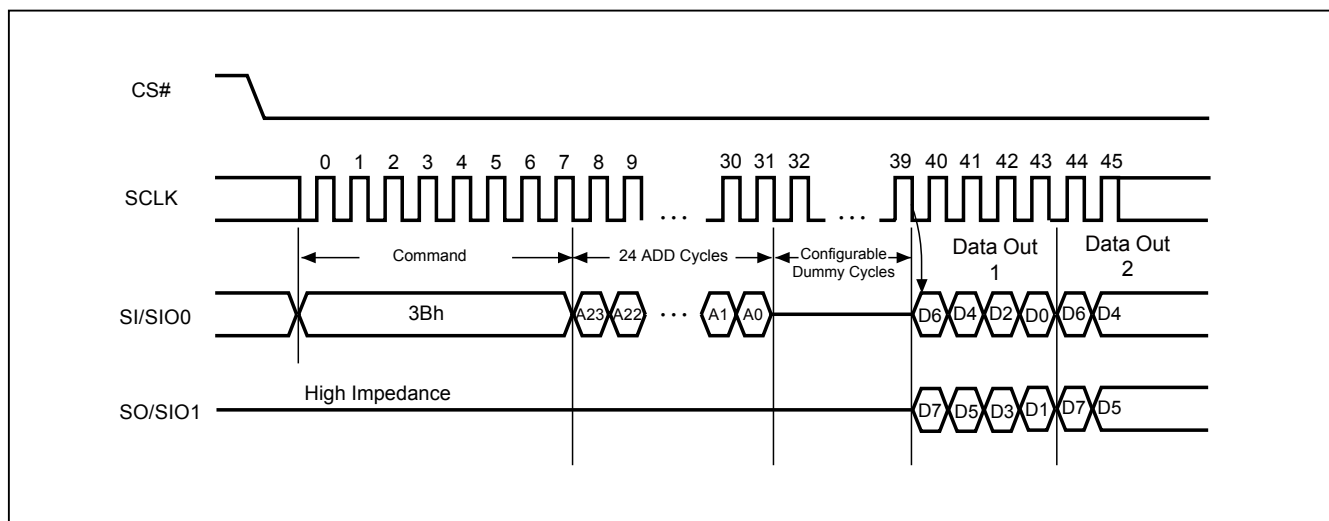 CS#
0 1 2 3 4 5 6 7 8 9 30 31 32 39 40 41 42 43 44 45
SCLK
... ...
Command 24 ADD Cycles Configurable Dummy Cycles Data Out 1 Data Out 2
SI/SIO0 3Bh A23 A22 ... A1 A0 D6 D4 D2 D0 D6 D4
High Impedance
SO/SIO1 D7 D5 D3 D1 D7 D5